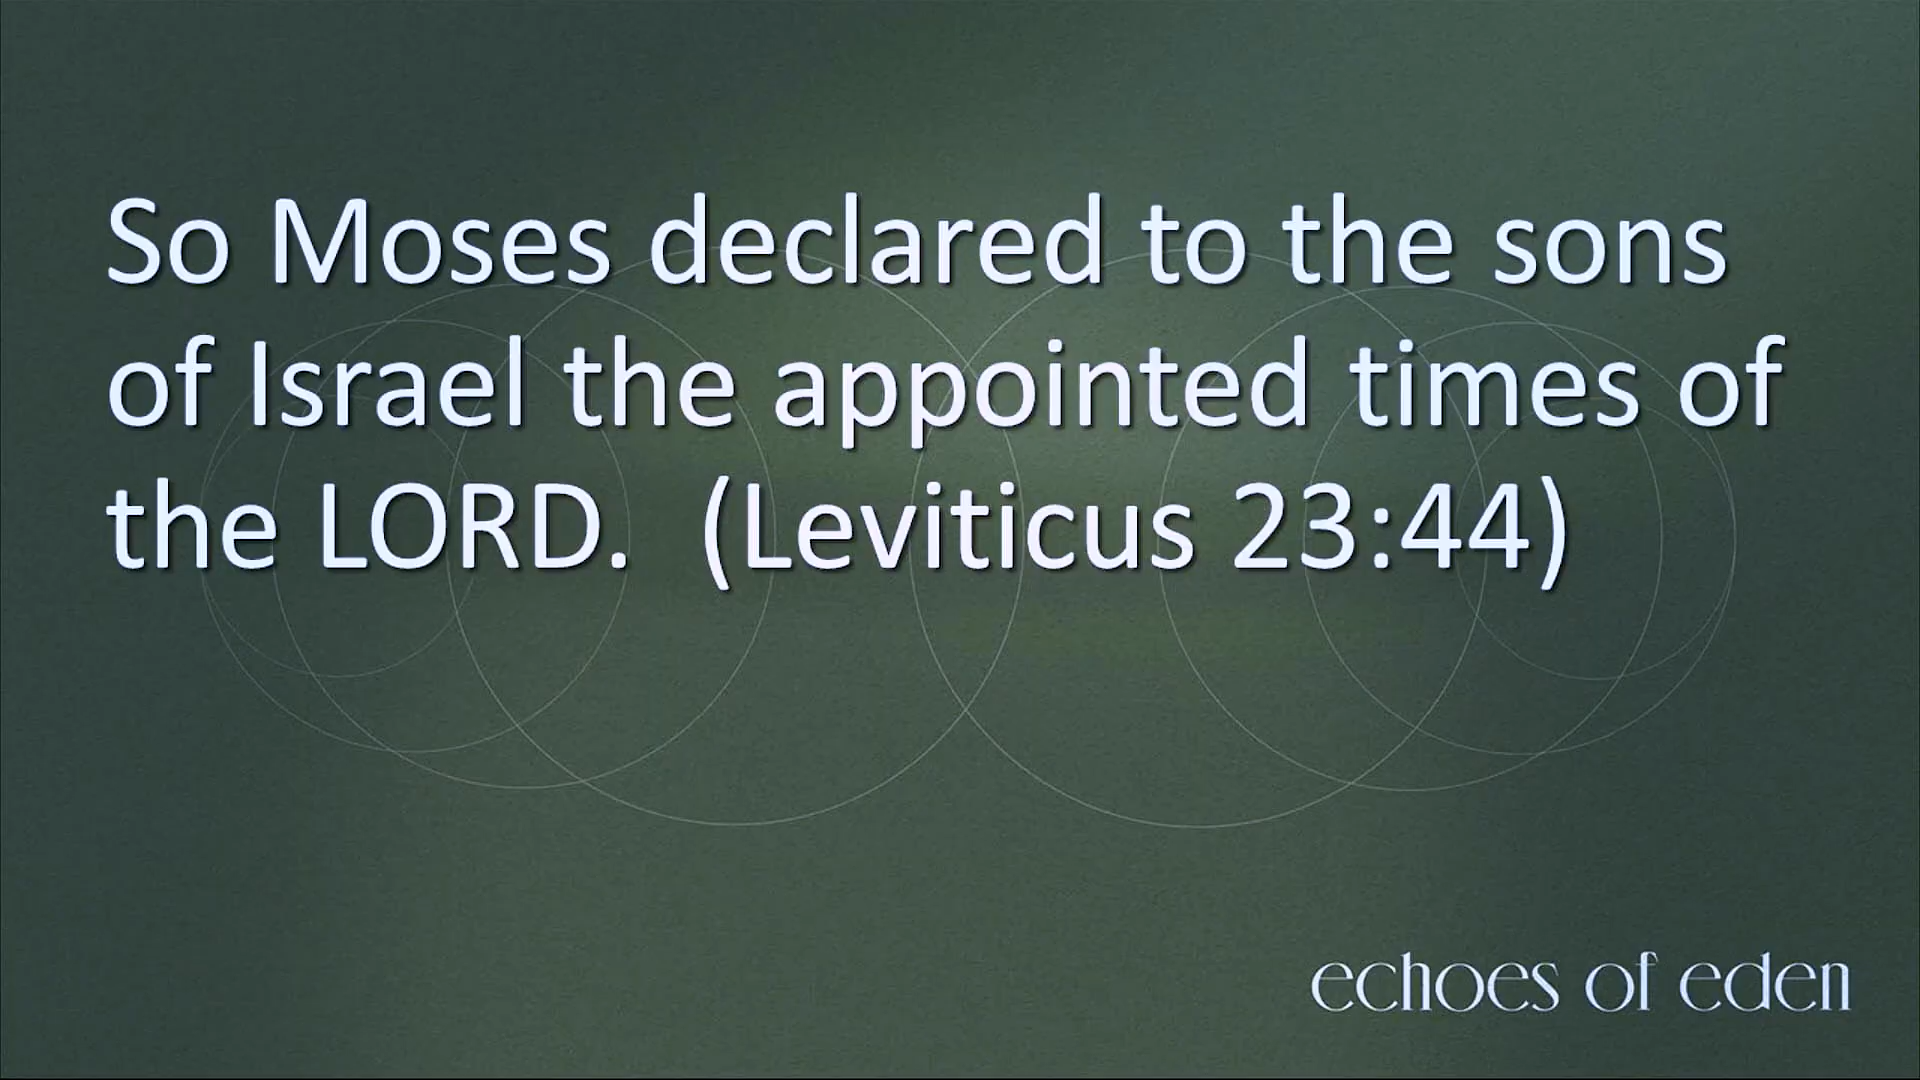 So Moses declared to the sons
of Israel the appointed times of
the LORD.  (Leviticus 23:44)
echoes of eden